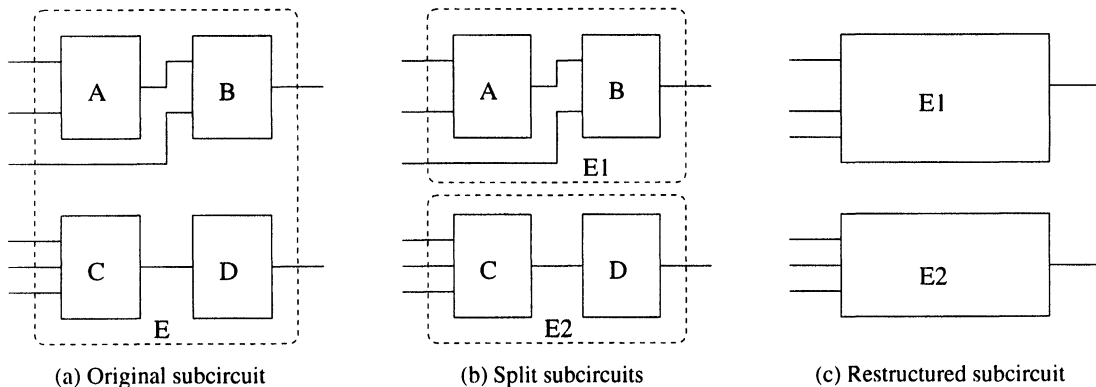 A
B
C
D
E
(a) Original subcircuit
A
B
E1
C
D
E2
(b) Split subcircuits
E1
E2
(c) Restructured subcircuit